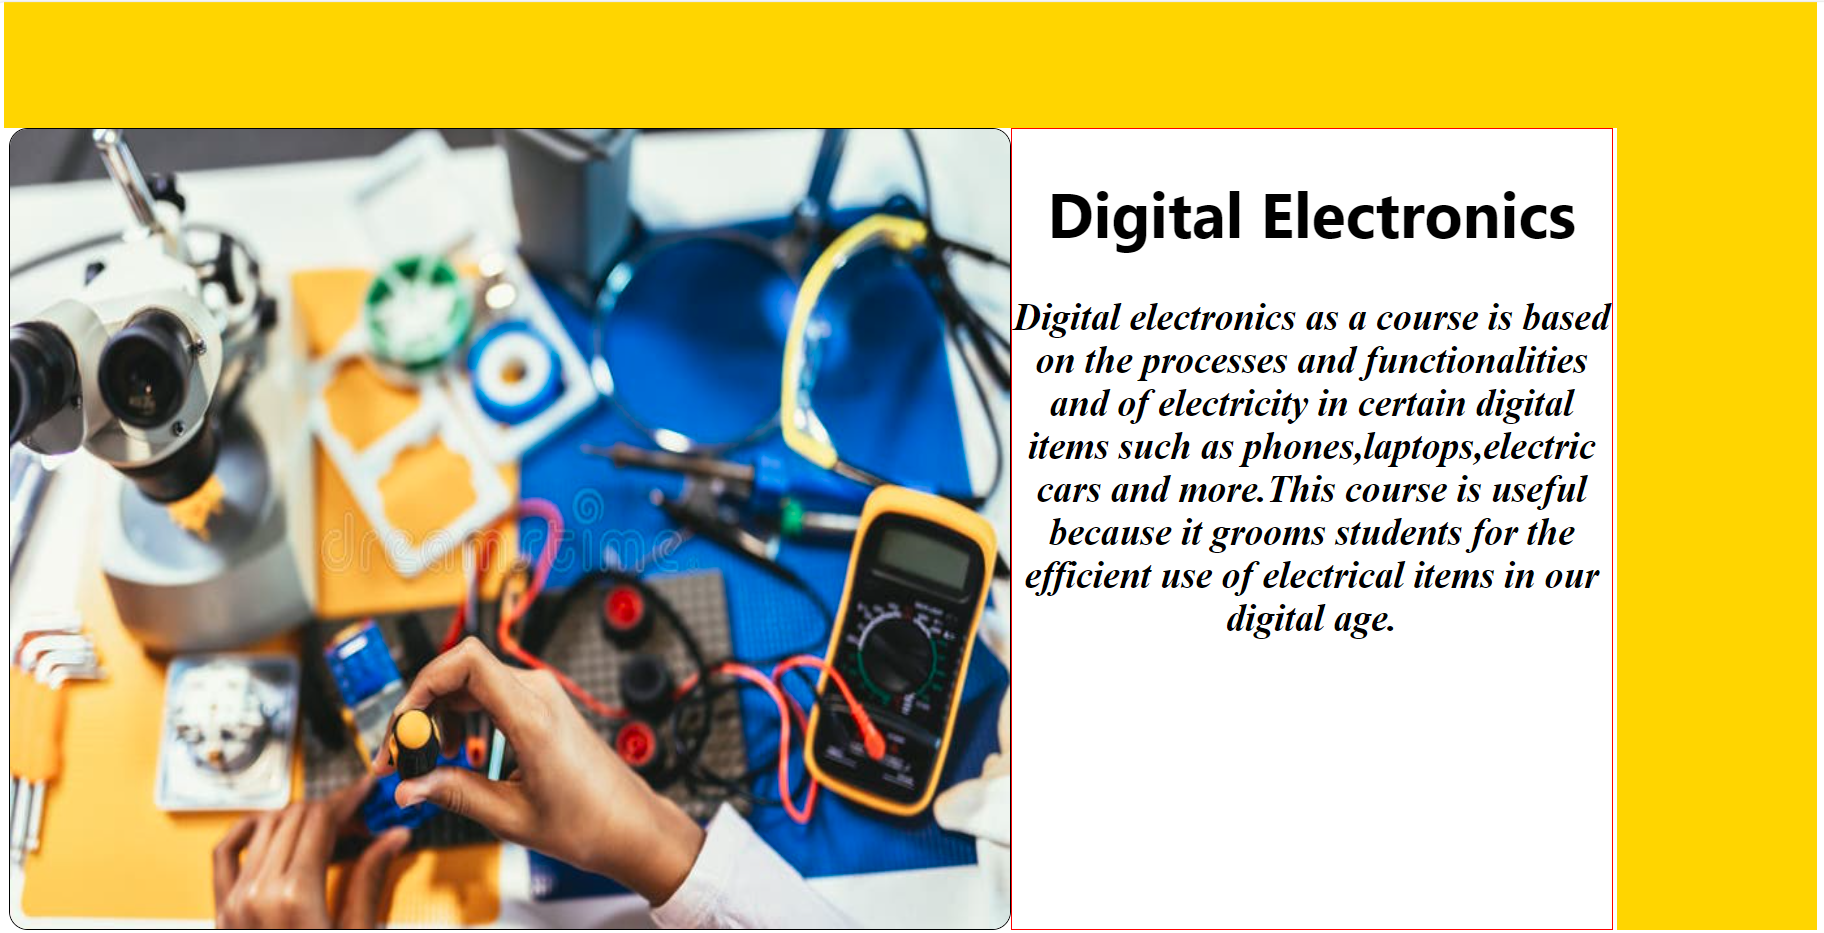 Digital Electronics
Digital electronics as a course is based
on the processes and functionalities
and of electricity in certain digital
items such as phones,laptops,electric
cars and more.This course is useful
because it grooms students for the
efficient use of electrical items in our
digital age.
dreamstime